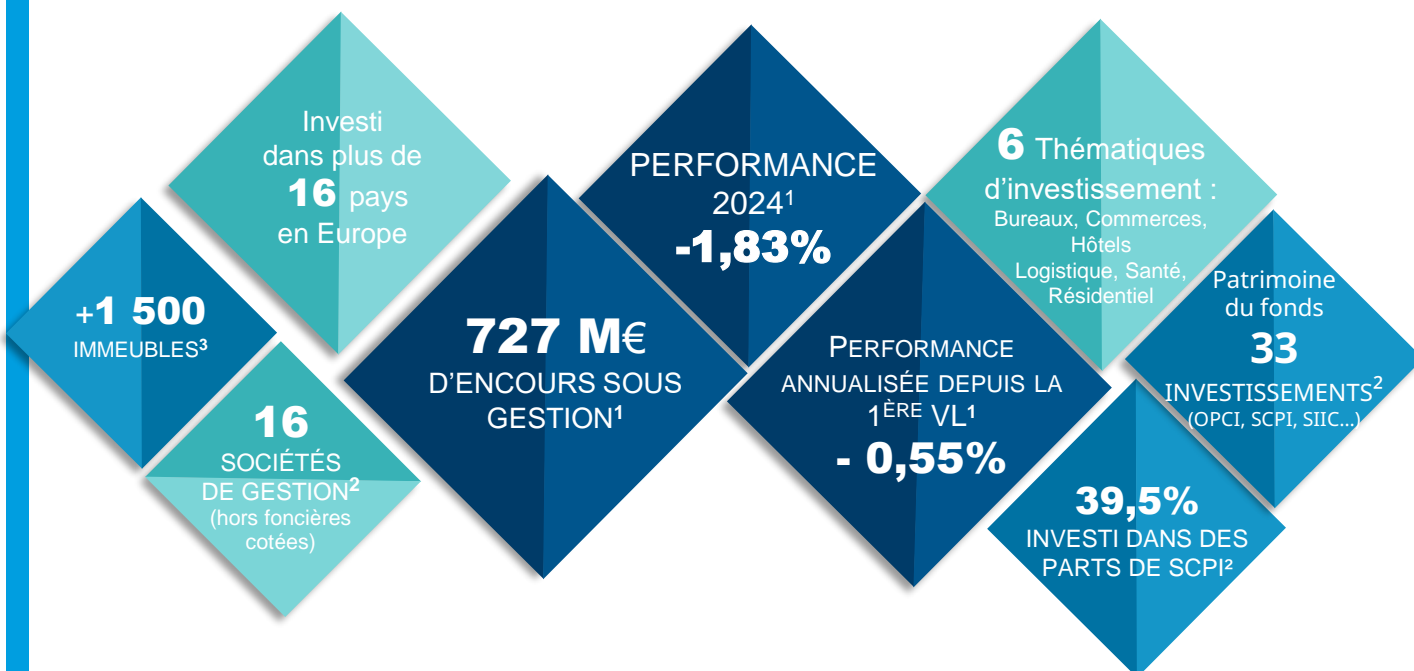 Investi
dans plus de
16 pays
en Europe
+1 500
IMMEUBLES³
16
SOCIÉTÉS
DE GESTION²
(hors foncières
cotées)
727 M€
D'ENCOURS SOUS
GESTION¹
PERFORMANCE
2024¹
-1,83%
PERFORMANCE
ANNUALISÉE DEPUIS LA
1ÈRE VL¹
- 0,55%
6 Thématiques
d'investissement :
Bureaux, Commerces,
Hôtels
Logistique, Santé,
Résidentiel
Patrimoine
du fonds
33
INVESTISSEMENTS²
(OPCI, SCPI, SIIC...)
39,5%
INVESTI DANS DES
PARTS DE SCPI²